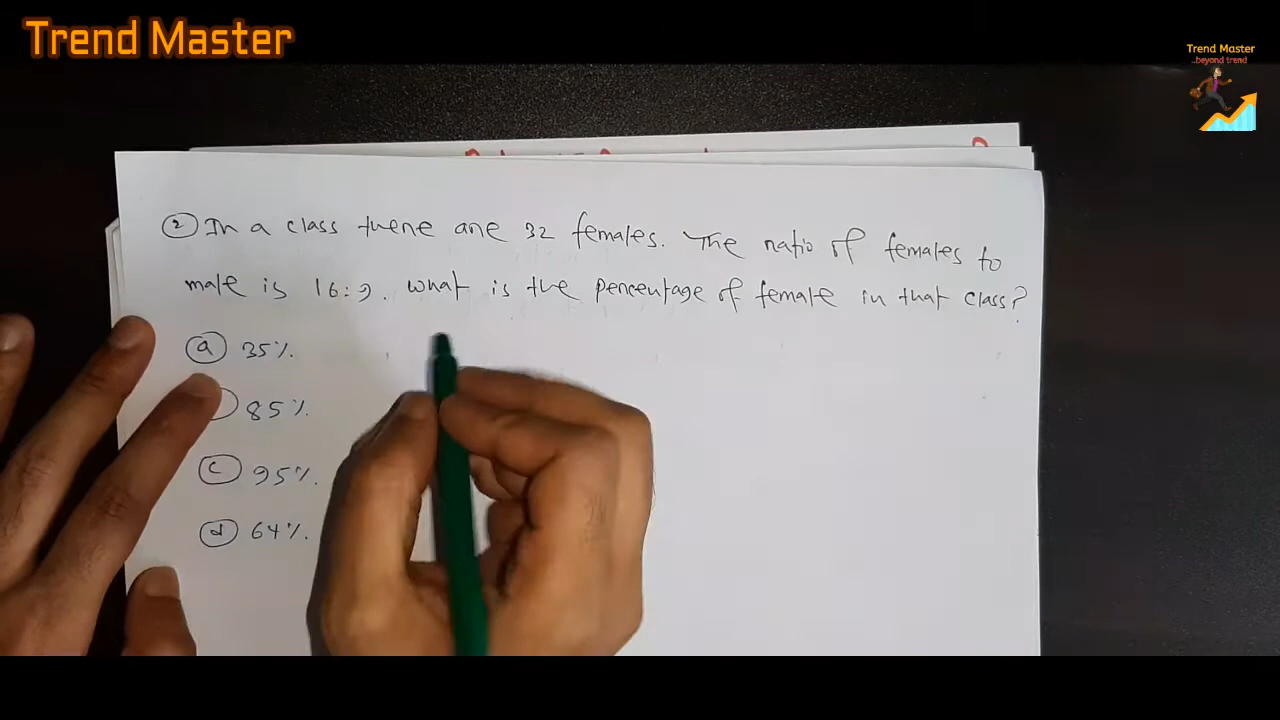 Trend Master
Trend Master
..beyond trend
② In a class there are 32 females. The ratio of females to
male is 16:9. what is the percentage of female in that class?
ⓐ 35%.
85%.
ⓒ 95%.
ⓓ 64%.